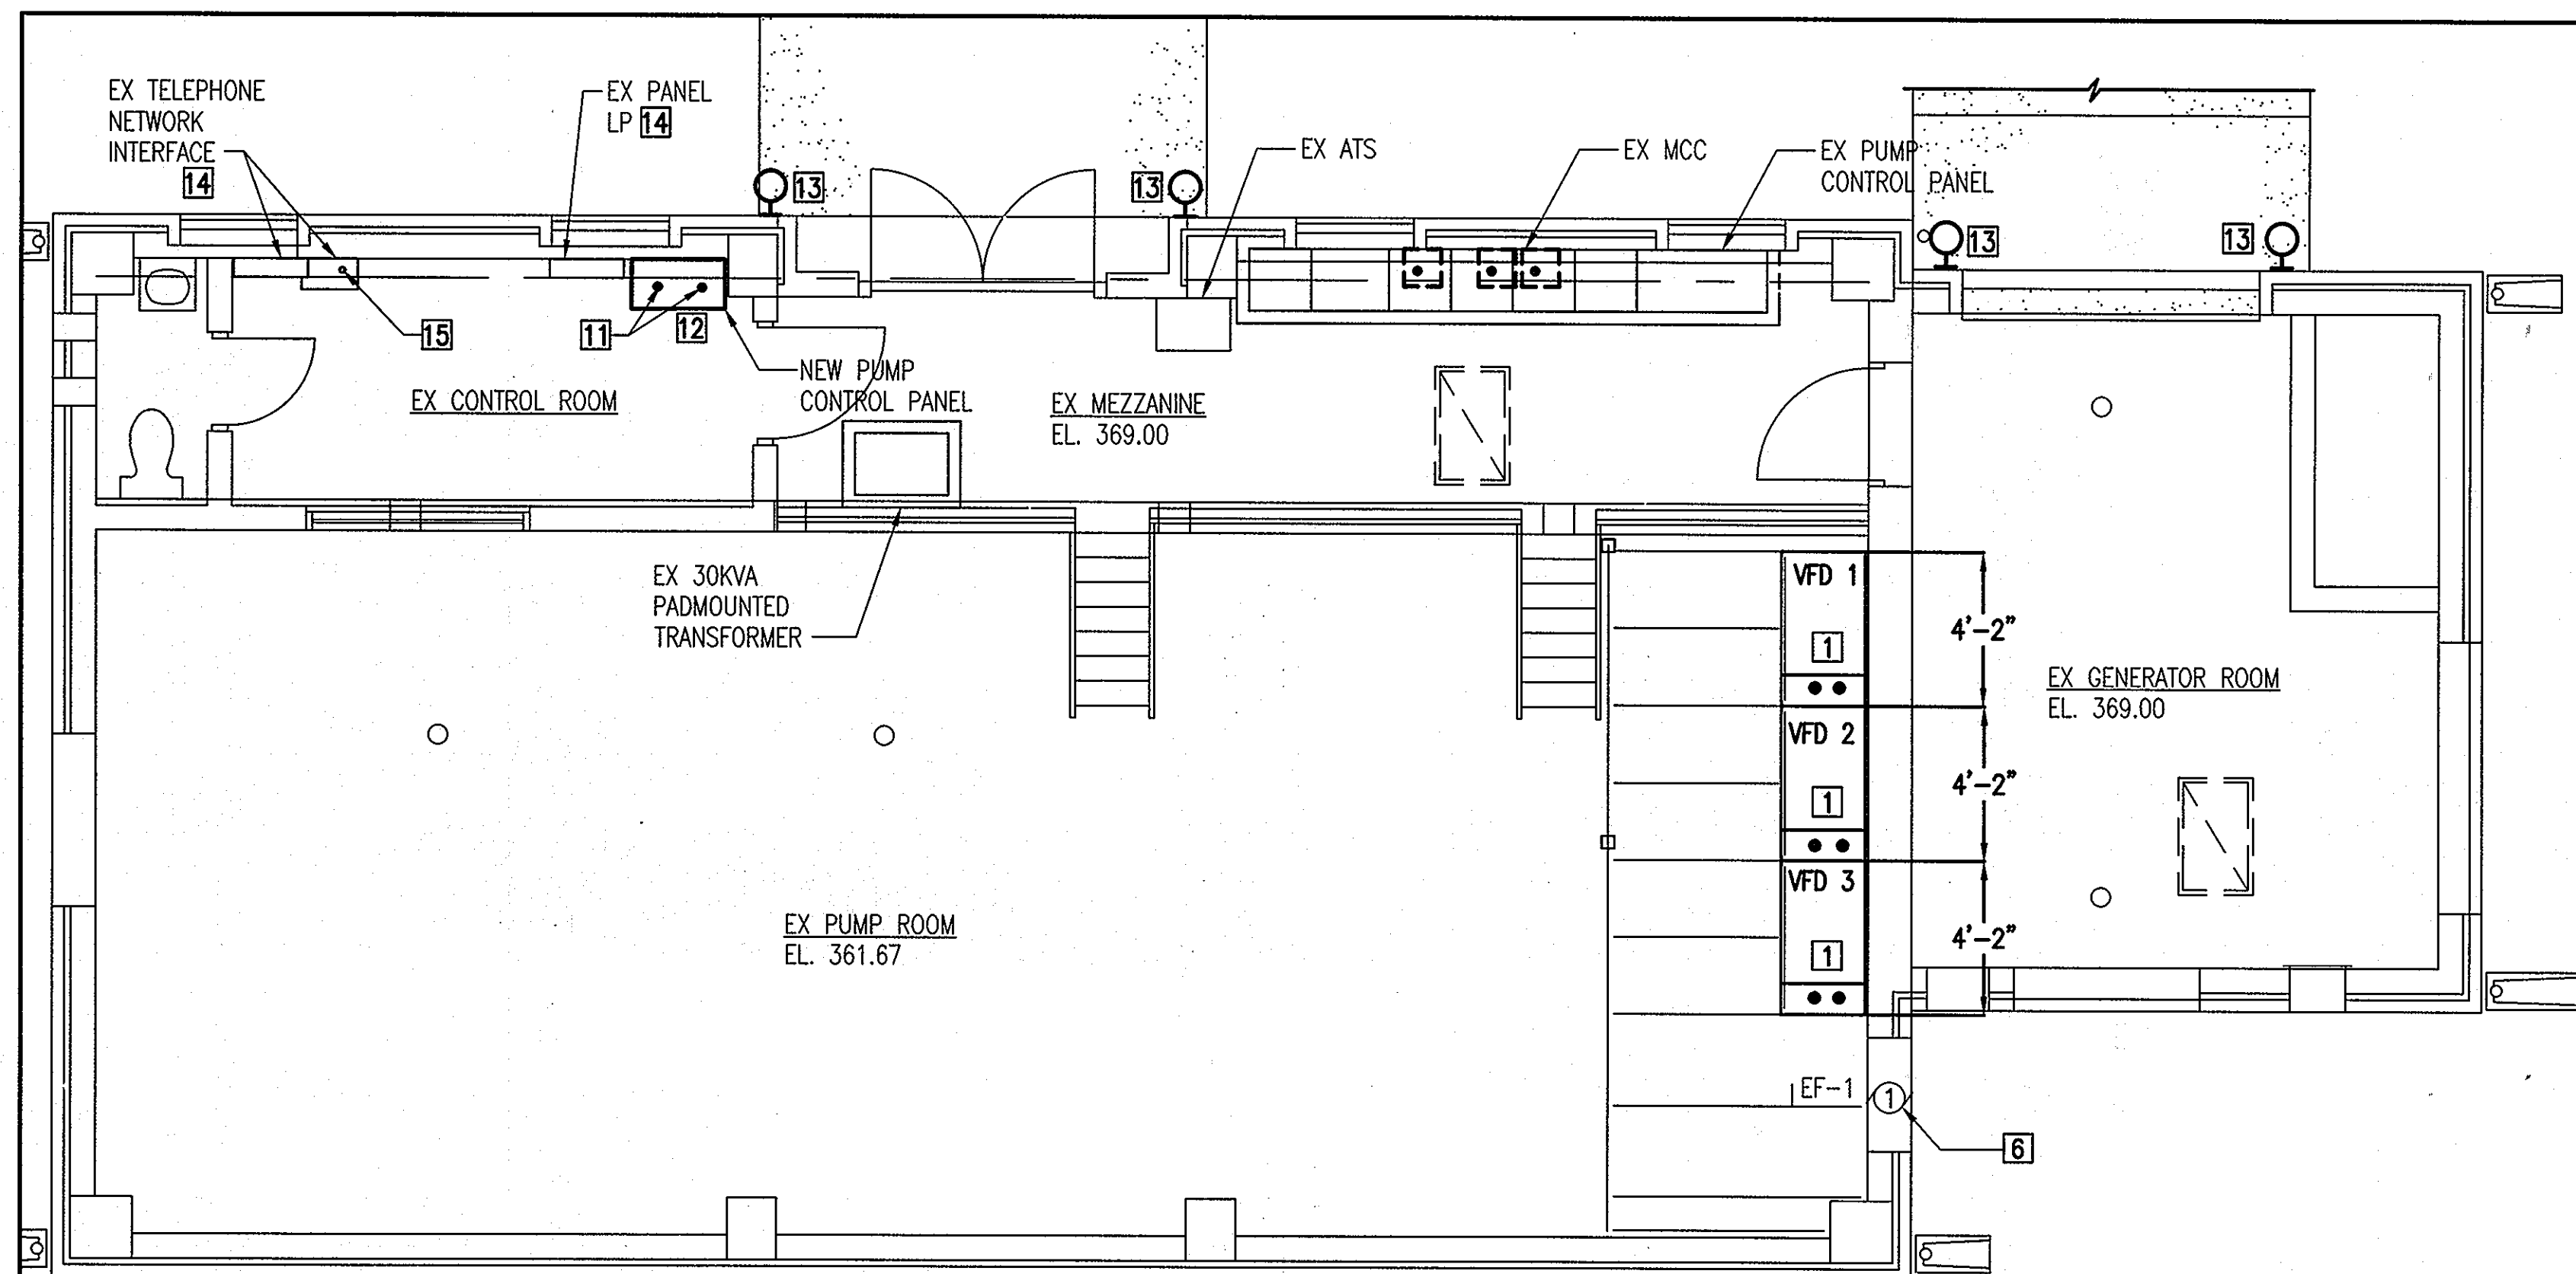 EX TELEPHONE
NETWORK
INTERFACE
14
EX PANEL
LP 14
13
13
EX ATS
EX MCC
EX PUMP
CONTROL PANEL
13
13
15
11
12
NEW PUMP
CONTROL PANEL
EX CONTROL ROOM
EX MEZZANINE
EL. 369.00
EX 30KVA
PADMOUNTED
TRANSFORMER
VFD 1
1
4'-2"
VFD 2
1
4'-2"
VFD 3
1
4'-2"
EX GENERATOR ROOM
EL. 369.00
EX PUMP ROOM
EL. 361.67
EF-1
1
6